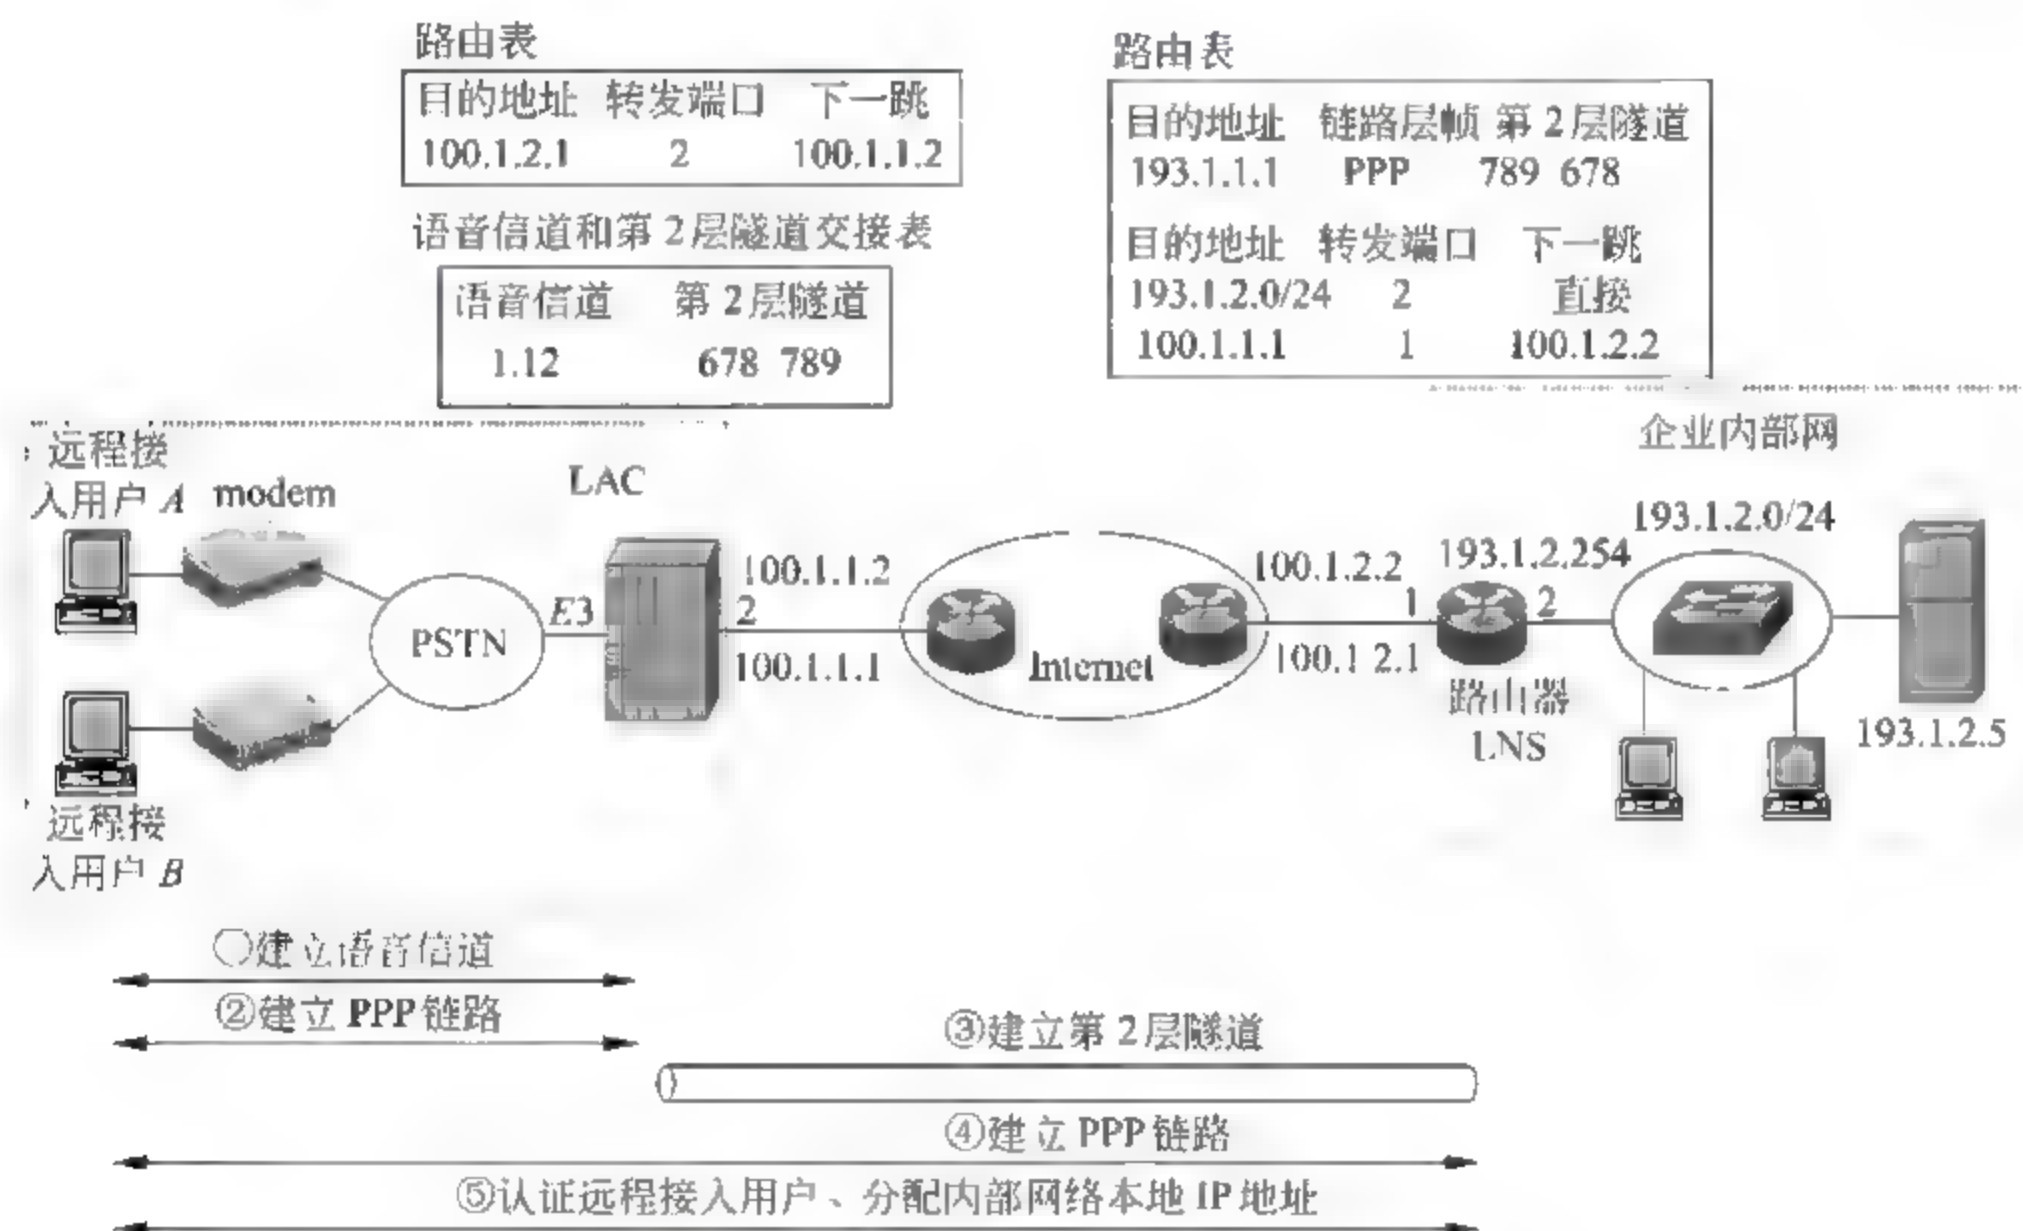 路由表
目的地址 转发端口 下一跳
100.1.2.1 2 100.1.1.2
语音信道和第2层隧道交接表
语音信道 第2层隧道
1.12 678 789
路由表
目的地址 链路层帧 第2层隧道
193.1.1.1 PPP 789 678
目的地址 转发端口 下一跳
193.1.2.0/24 2 直接
100.1.1.1 1 100.1.2.2
远程接
入用户 A
modem
LAC
企业内部网
193.1.2.0/24
100.1.1.2
100.1.2.2
193.1.2.254
PSTN
E3
2
1
2
100.1.1.1
Internet
100.1 2.1
路由器
LNS
193.1.2.5
远程接
入用户 B
建立语音信道
②建立 PPP 链路
③建立第 2 层隧道
④建立 PPP 链路
⑤认证远程接入用户、分配内部网络本地 IP 地址